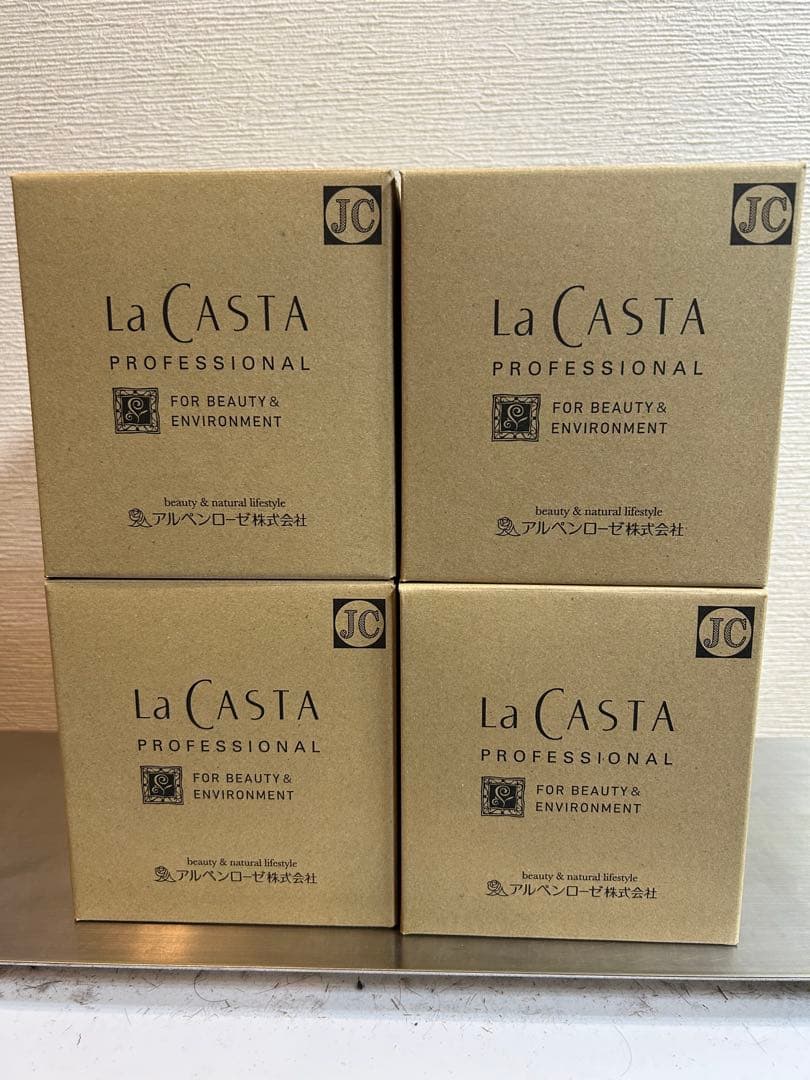 JC
La CASTA
PROFESSIONAL
FOR BEAUTY &
ENVIRONMENT
beauty & natural lifestyle
アルペンローゼ株式会社
JC
La CASTA
PROFESSIONAL
FOR BEAUTY &
ENVIRONMENT
beauty & natural lifestyle
アルペンローゼ株式会社
JC
La CASTA
PROFESSIONAL
FOR BEAUTY &
ENVIRONMENT
beauty & natural lifestyle
アルペンローゼ株式会社
JC
La CASTA
PROFESSIONAL
FOR BEAUTY &
ENVIRONMENT
beauty & natural lifestyle
アルペンローゼ株式会社